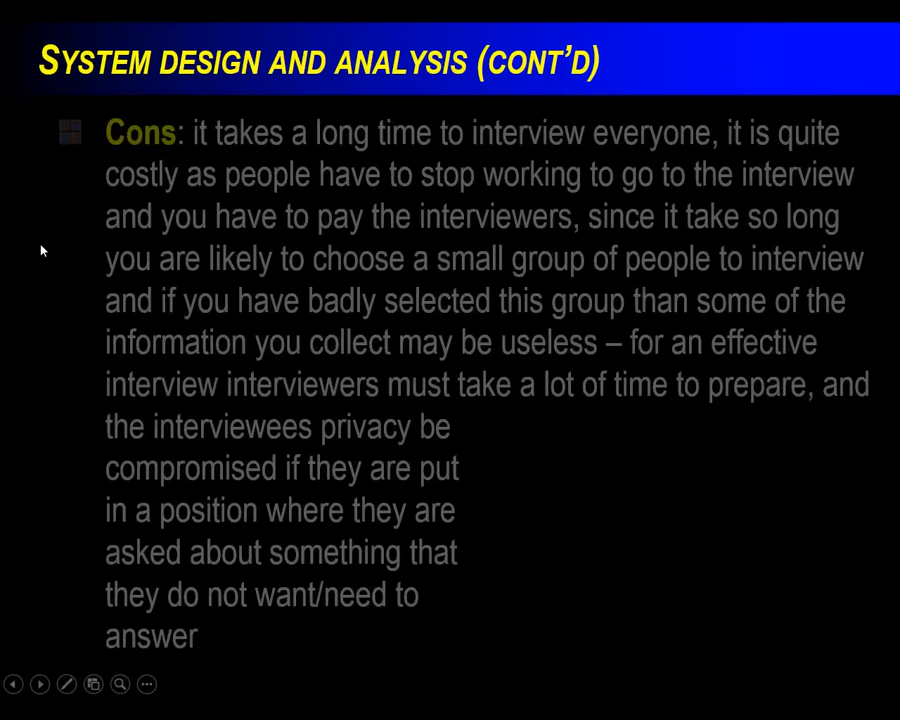 SYSTEM DESIGN AND ANALYSIS (CONT’D)
Cons: it takes a long time to interview everyone, it is quite
costly as people have to stop working to go to the interview
and you have to pay the interviewers, since it take so long
you are likely to choose a small group of people to interview
and if you have badly selected this group than some of the
information you collect may be useless – for an effective
interview interviewers must take a lot of time to prepare, and
the interviewees privacy be
compromised if they are put
in a position where they are
asked about something that
they do not want/need to
answer